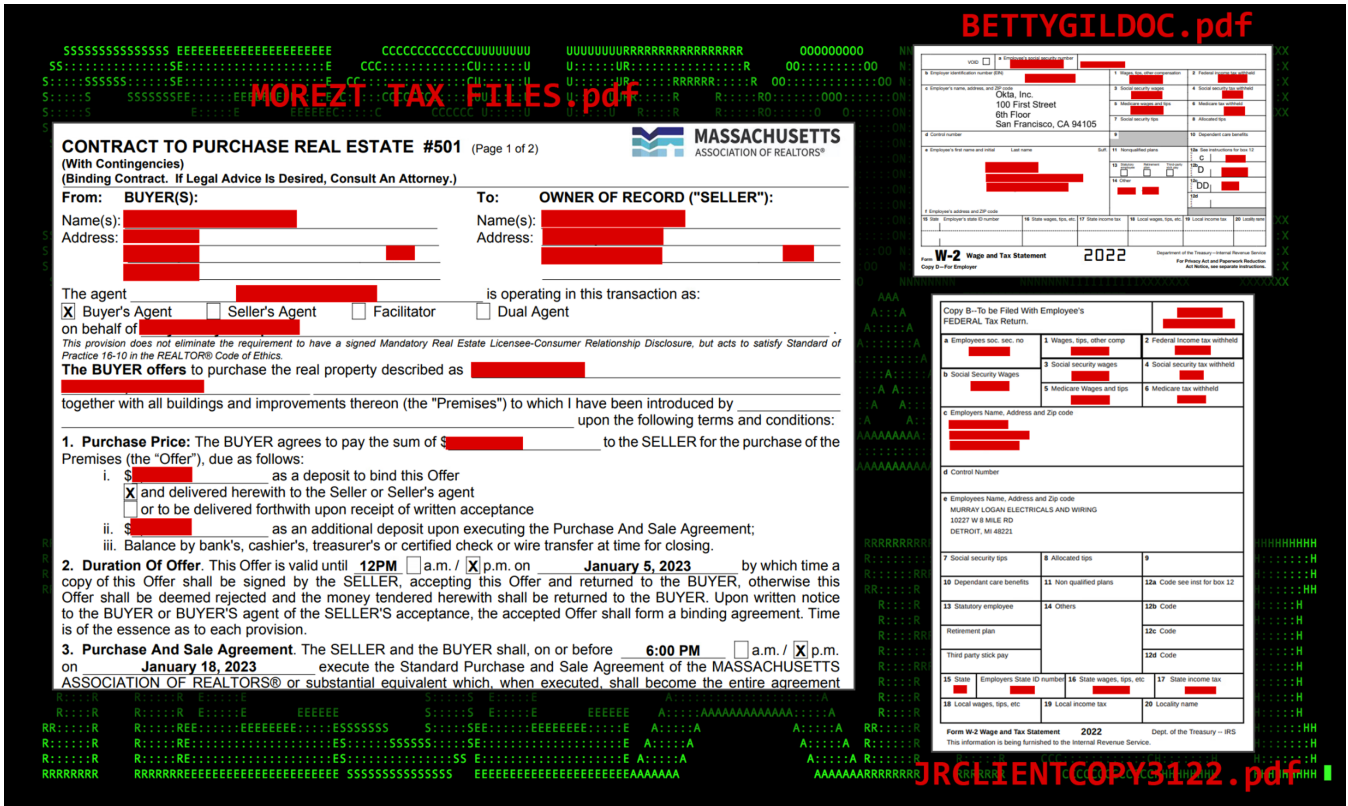 BETTYGILDOC.pdf
MOREZT TAX FILES.pdf
CONTRACT TO PURCHASE REAL ESTATE #501 (Page 1 of 2)
(With Contingencies)
(Binding Contract. If Legal Advice Is Desired, Consult An Attorney.)
MASSACHUSETTS
ASSOCIATION OF REALTORS®
From: BUYER(S): To: OWNER OF RECORD ("SELLER"):
Name(s): Name(s):
Address: Address:
The agent is operating in this transaction as:
X Buyer's Agent Seller's Agent Facilitator Dual Agent
on behalf of .
This provision does not eliminate the requirement to have a signed Mandatory Real Estate Licensee-Consumer Relationship Disclosure, but acts to satisfy Standard of
Practice 16-10 in the REALTOR® Code of Ethics.
The BUYER offers to purchase the real property described as
together with all buildings and improvements thereon (the "Premises") to which I have been introduced by
upon the following terms and conditions:
1. Purchase Price: The BUYER agrees to pay the sum of $ to the SELLER for the purchase of the
Premises (the "Offer"), due as follows:
i. $ as a deposit to bind this Offer
X and delivered herewith to the Seller or Seller's agent
or to be delivered forthwith upon receipt of written acceptance
ii. $ as an additional deposit upon executing the Purchase And Sale Agreement;
iii. Balance by bank's, cashier's, treasurer's or certified check or wire transfer at time for closing.
2. Duration Of Offer. This Offer is valid until 12PM a.m. / X p.m. on January 5, 2023 by which time a
copy of this Offer shall be signed by the SELLER, accepting this Offer and returned to the BUYER, otherwise this
Offer shall be deemed rejected and the money tendered herewith shall be returned to the BUYER. Upon written notice
to the BUYER or BUYER'S agent of the SELLER'S acceptance, the accepted Offer shall form a binding agreement. Time
is of the essence as to each provision.
3. Purchase And Sale Agreement. The SELLER and the BUYER shall, on or before 6:00 PM a.m. / X p.m.
on January 18, 2023 execute the Standard Purchase and Sale Agreement of the MASSACHUSETTS
ASSOCIATION OF REALTORS® or substantial equivalent which, when executed, shall become the entire agreement
VOID a Employee's social security number
b Employer identification number (EIN) 1 Wages, tips, other compensation 2 Federal income tax withheld
c Employer's name, address, and ZIP code 3 Social security wages 4 Social security tax withheld
Okta, Inc.
100 First Street 5 Medicare wages and tips 6 Medicare tax withheld
6th Floor
San Francisco, CA 94105 7 Social security tips 8 Allocated tips
d Control number 9 10 Dependent care benefits
e Employee's first name and initial Last name Suff. 11 Nonqualified plans 12a See instructions for box 12
C
13 Statutory employee Retirement plan Third-party sick pay 12b
D
14 Other 12c
DD
12d
f Employee's address and ZIP code
15 State Employer's state ID number 16 State wages, tips, etc. 17 State income tax 18 Local wages, tips, etc. 19 Local income tax 20 Locality name
Form W-2 Wage and Tax Statement 2022 Department of the Treasury—Internal Revenue Service
For Privacy Act and Paperwork Reduction
Copy D—For Employer Act Notice, see separate instructions.
Copy B--To be Filed With Employee's
FEDERAL Tax Return.
a Employees soc. sec. no 1 Wages, tips, other comp 2 Federal Income tax withheld
3 Social security wages 4 Social security tax withheld
b Social Security Wages
5 Medicare Wages and tips 6 Medicare tax withheld
c Employers Name, Address and Zip code
d Control Number
e Employees Name, Address and Zip code
MURRAY LOGAN ELECTRICALS AND WIRING
10227 W 8 MILE RD
DETROIT, MI 48221
7 Social security tips 8 Allocated tips 9
10 Dependent care benefits 11 Non qualified plans 12a Code see inst for box 12
13 Statutory employee 14 Others 12b Code
Retirement plan 12c Code
Third party stick pay 12d Code
15 State Employers State ID number 16 State wages, tips, etc 17 State income tax
18 Local wages, tips, etc 19 Local income tax 20 Locality name
Form W-2 Wage and Tax Statement 2022 Dept. of the Treasury -- IRS
This information is being furnished to the Internal Revenue Service.
JRCLIENTCOPY3122.pdf